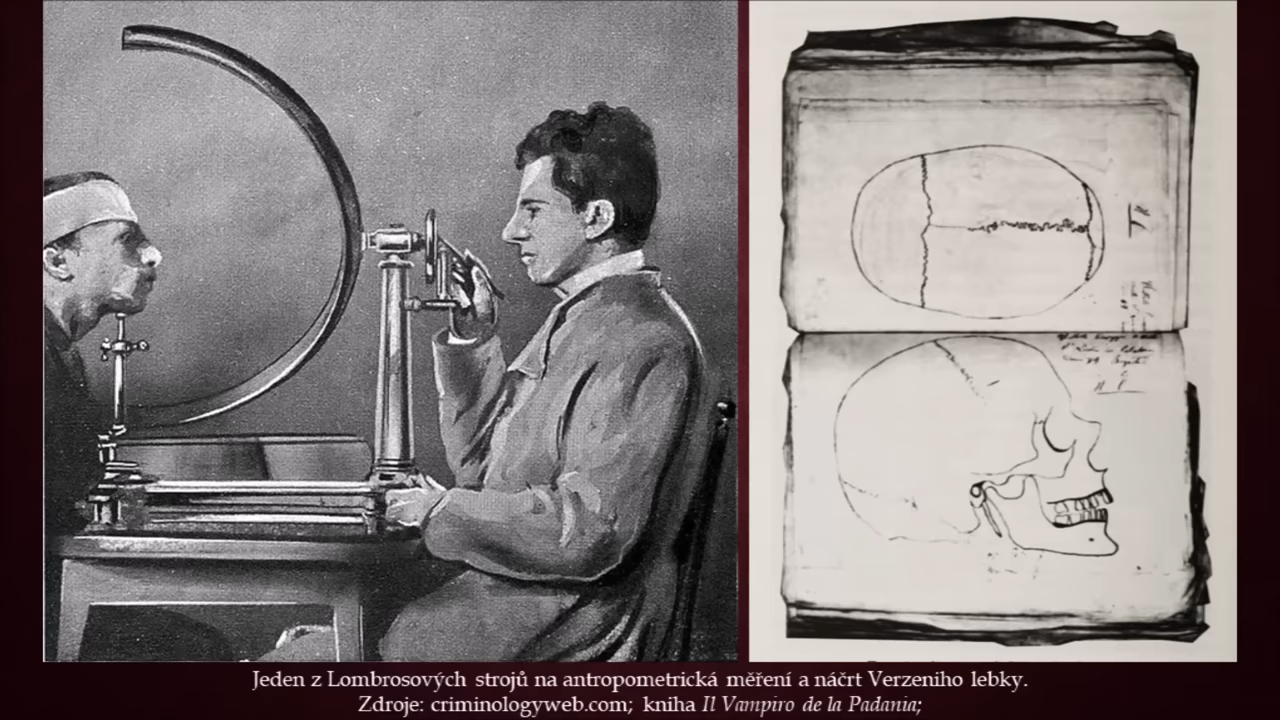 Jeden z Lombrosových strojů na antropometrická měření a náčrt Verzeniho lebky.
Zdroje: criminologyweb.com; kniha Il Vampiro de la Padania;